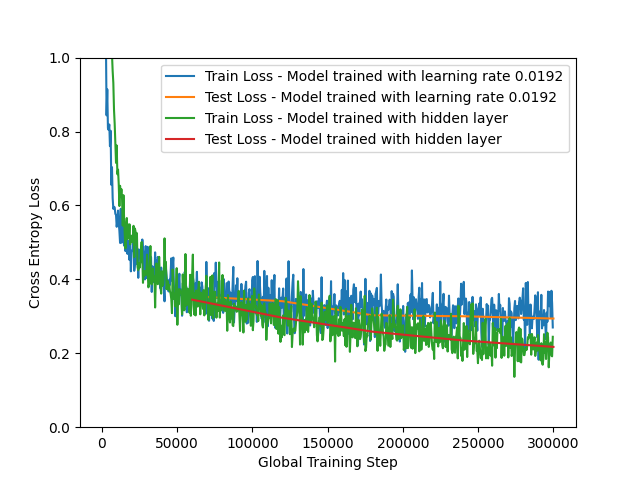 Train Loss - Model trained with learning rate 0.0192
Test Loss - Model trained with learning rate 0.0192
Train Loss - Model trained with hidden layer
Test Loss - Model trained with hidden layer
1.0
0.8
0.6
0.4
0.2
0.0
Cross Entropy Loss
0 50000 100000 150000 200000 250000 300000
Global Training Step